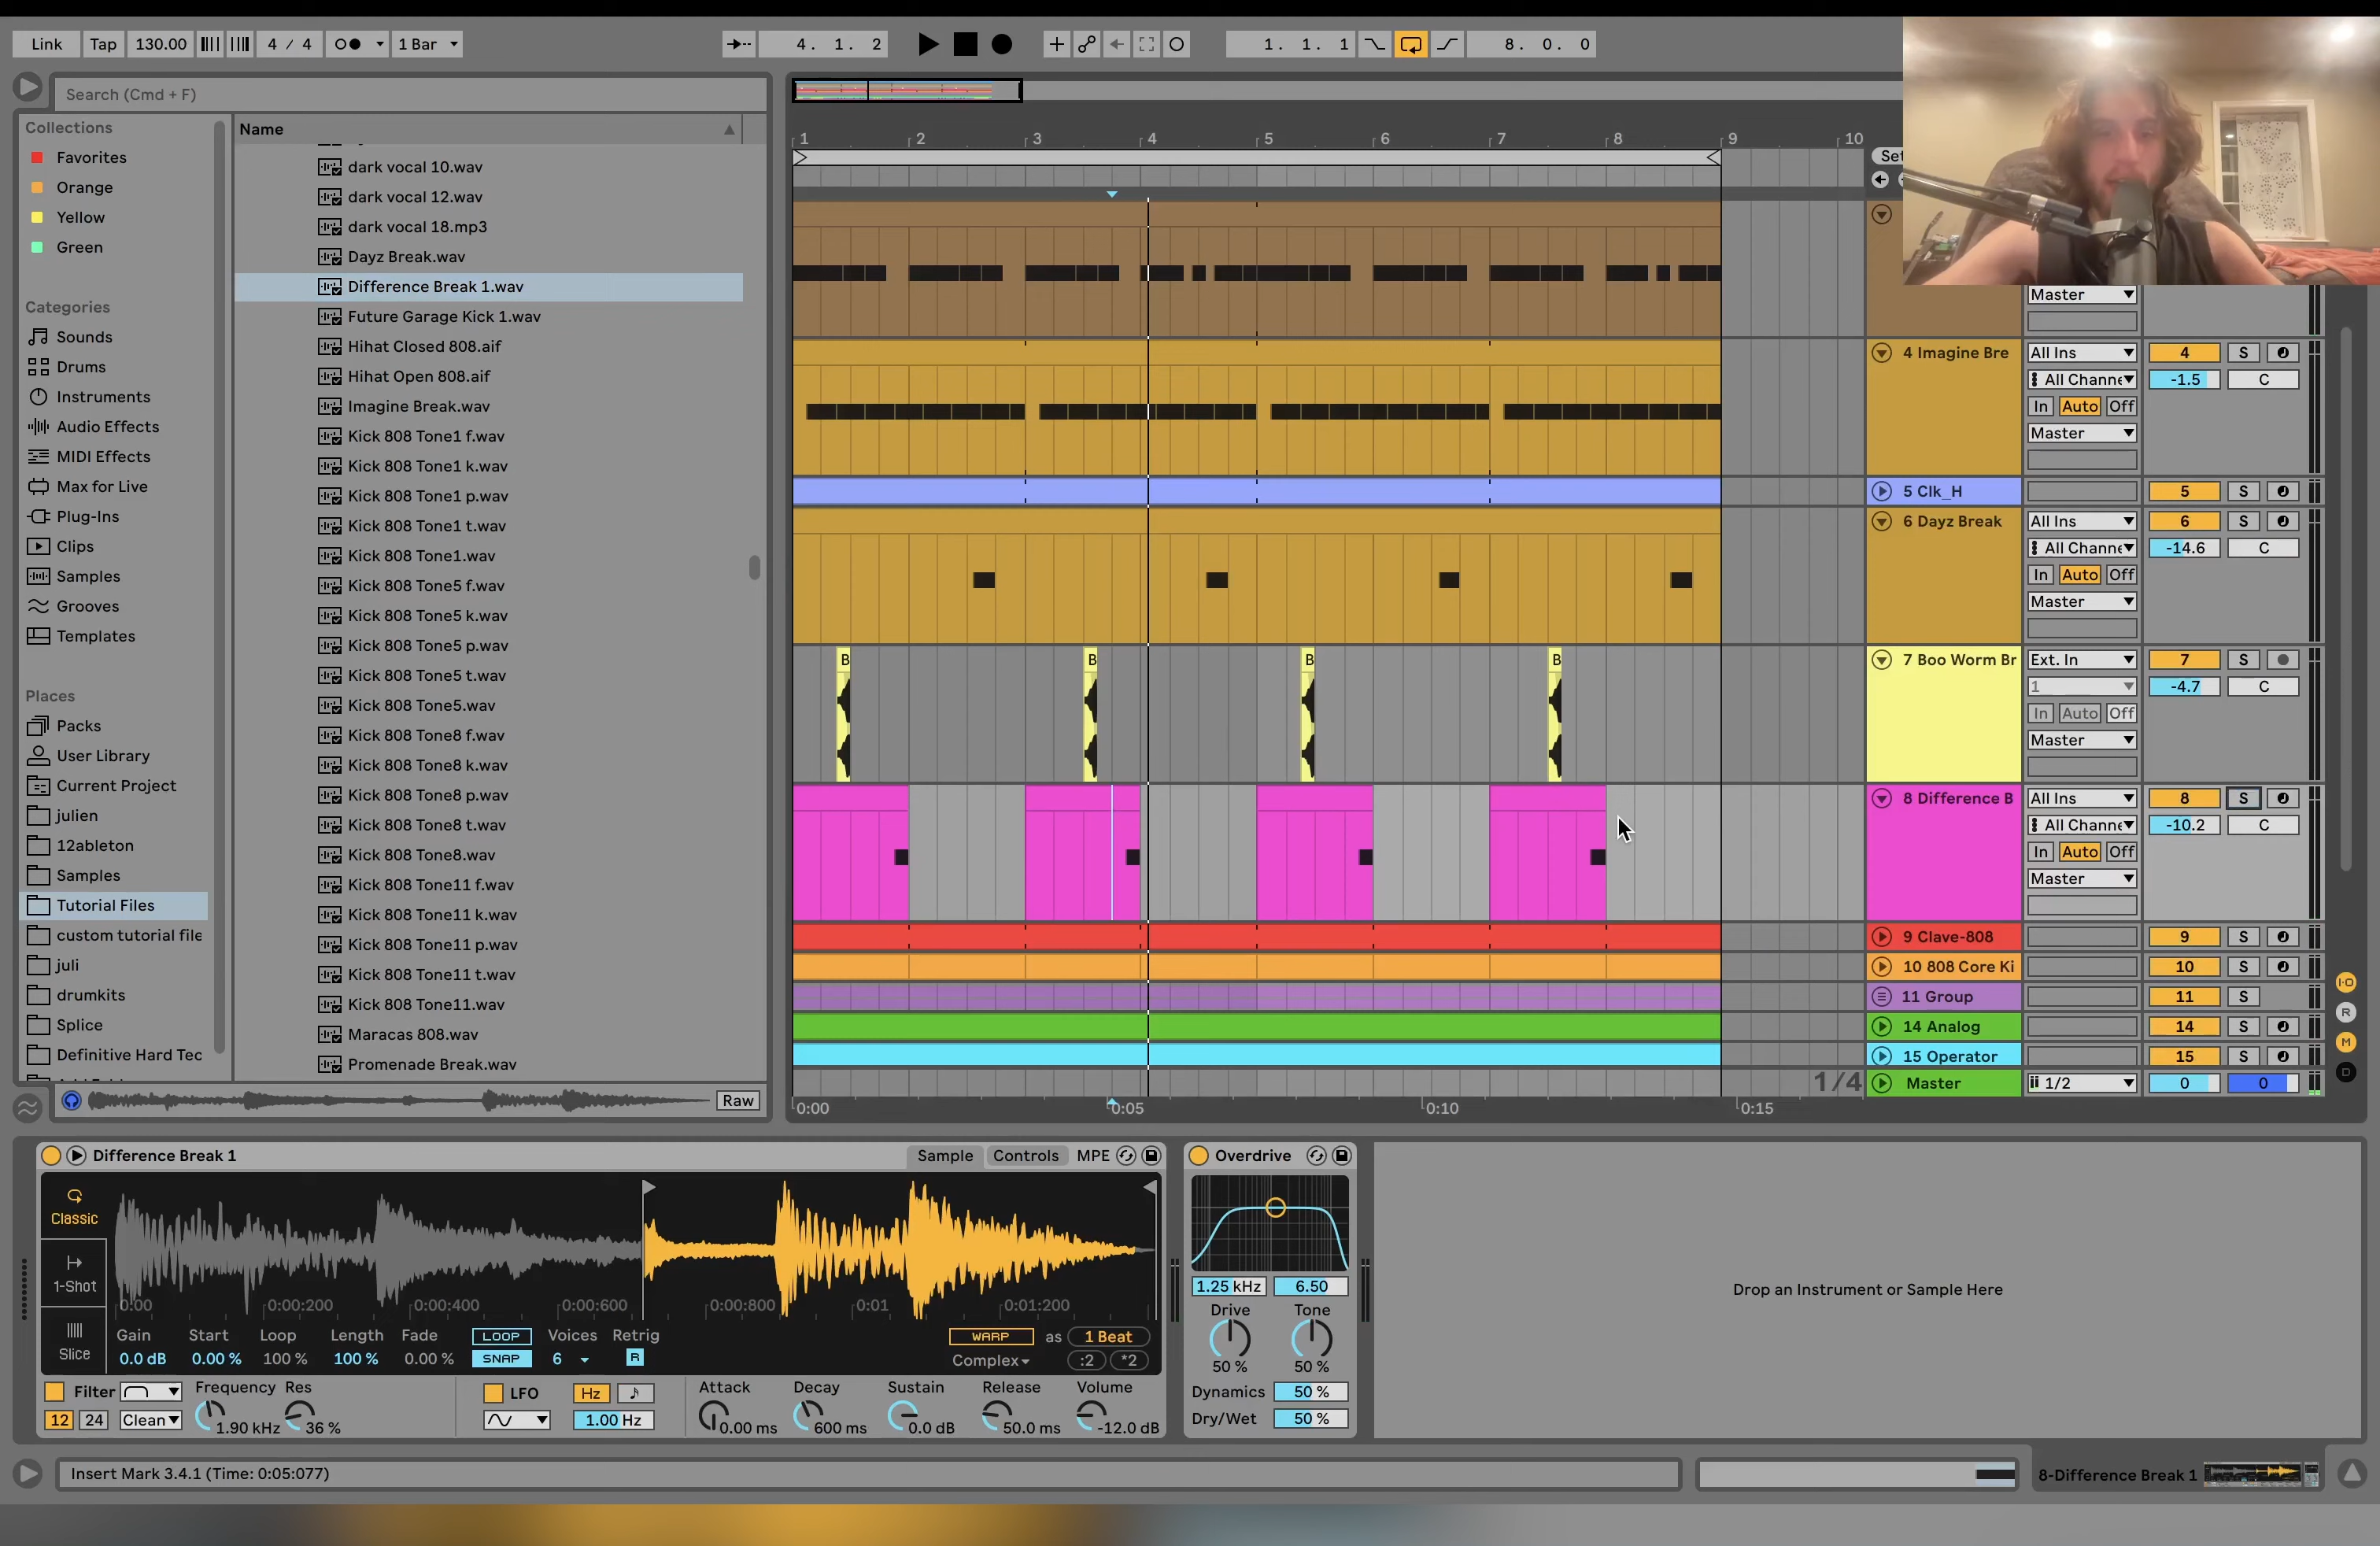 Link Tap 130.00 4 / 4 1 Bar 4. 1. 2 1. 1. 1 8. 0. 0
Search (Cmd + F)
Collections
Favorites
Orange
Yellow
Green
Categories
Sounds
Drums
Instruments
Audio Effects
MIDI Effects
Max for Live
Plug-Ins
Clips
Samples
Grooves
Templates
Places
Packs
User Library
Current Project
julien
12ableton
Samples
Tutorial Files
custom tutorial file
juli
drumkits
Splice
Definitive Hard Tec
Name
dark vocal 10.wav
dark vocal 12.wav
dark vocal 18.mp3
Dayz Break.wav
Difference Break 1.wav
Future Garage Kick 1.wav
Hihat Closed 808.aif
Hihat Open 808.aif
Imagine Break.wav
Kick 808 Tone1 f.wav
Kick 808 Tone1 k.wav
Kick 808 Tone1 p.wav
Kick 808 Tone1 t.wav
Kick 808 Tone1.wav
Kick 808 Tone5 f.wav
Kick 808 Tone5 k.wav
Kick 808 Tone5 p.wav
Kick 808 Tone5 t.wav
Kick 808 Tone5.wav
Kick 808 Tone8 f.wav
Kick 808 Tone8 k.wav
Kick 808 Tone8 p.wav
Kick 808 Tone8 t.wav
Kick 808 Tone8.wav
Kick 808 Tone11 f.wav
Kick 808 Tone11 k.wav
Kick 808 Tone11 p.wav
Kick 808 Tone11 t.wav
Kick 808 Tone11.wav
Maracas 808.wav
Promenade Break.wav
Raw
1 2 3 4 5 6 7 8 9 10
Set
Master
4 Imagine Bre All Ins 4 S
All Channe -1.5 C
In Auto Off
Master
5 Clk_H 5 S
6 Dayz Break All Ins 6 S
All Channe -14.6 C
In Auto Off
Master
B B B B
7 Boo Worm Br Ext. In 7 S
1 -4.7 C
In Auto Off
Master
8 Difference B All Ins 8 S
All Channe -10.2 C
In Auto Off
Master
9 Clave-808 9 S
10 808 Core Ki 10 S
11 Group 11 S
14 Analog 14 S
15 Operator 15 S
1/4 Master 1/2 0 0
I·O
R
M
0:00 0:05 0:10 0:15
Difference Break 1 Sample Controls MPE
Classic
1-Shot
Slice
0:00 0:00:200 0:00:400 0:00:600 0:00:800 0:01 0:01:200
Gain Start Loop Length Fade LOOP Voices Retrig WARP as 1 Beat
0.0 dB 0.00 % 100 % 100 % 0.00 % SNAP 6 R Complex :2 *2
Filter Frequency Res LFO Hz Attack Decay Sustain Release Volume
12 24 Clean 1.90 kHz 36 % 1.00 Hz 0.00 ms 600 ms 0.0 dB 50.0 ms -12.0 dB
Overdrive
1.25 kHz 6.50
Drive Tone
50 % 50 %
Dynamics 50 %
Dry/Wet 50 %
Drop an Instrument or Sample Here
Insert Mark 3.4.1 (Time: 0:05:077)
8-Difference Break 1